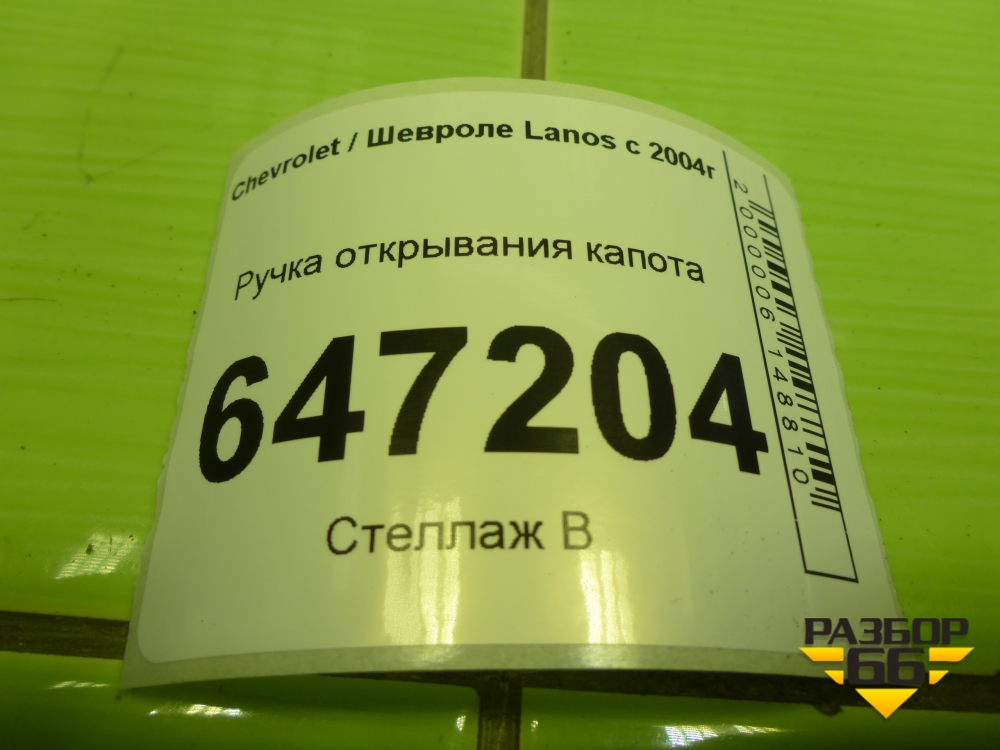 Chevrolet / Шевроле Lanos с 2004г
Ручка открывания капота
647204
Стеллаж В
2000006148810
РАЗБОР
66